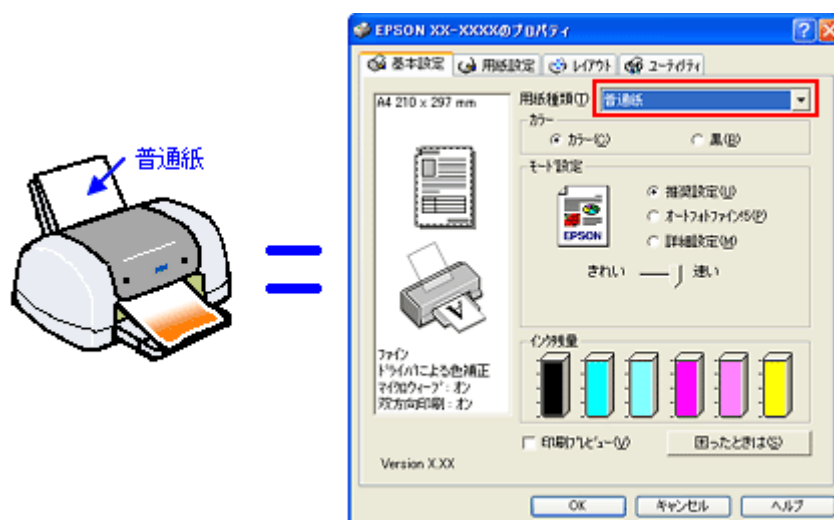 普通紙
EPSON XX-XXXXのプロパティ
基本設定 用紙設定 レイアウト ユーティリティ
A4 210 x 297 mm
用紙種類(T) 普通紙
カラー
カラー(C) 黒(B)
モード設定
EPSON
推奨設定(U)
オートフォトファイン!5(P)
詳細設定(M)
きれい 速い
ファイン
ドライバによる色補正
マイクロウィーブ：オン
双方向印刷：オン
インク残量
印刷プレビュー(V) 困ったときは(S)
Version X.XX
OK キャンセル ヘルプ